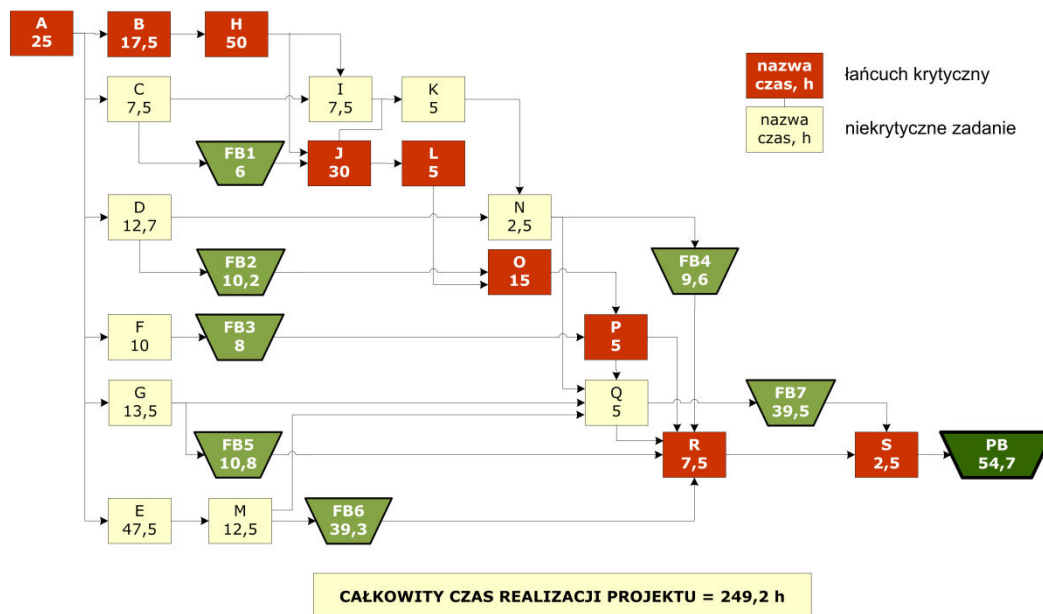 A
25
B
17,5
H
50
nazwa
czas, h
łańcuch krytyczny
nazwa
czas, h
niekrytyczne zadanie
C
7,5
I
7,5
K
5
FB1
6
J
30
L
5
D
12,7
N
2,5
FB2
10,2
O
15
FB4
9,6
F
10
FB3
8
P
5
G
13,5
Q
5
FB7
39,5
FB5
10,8
R
7,5
S
2,5
PB
54,7
E
47,5
M
12,5
FB6
39,3
CAŁKOWITY CZAS REALIZACJI PROJEKTU = 249,2 h